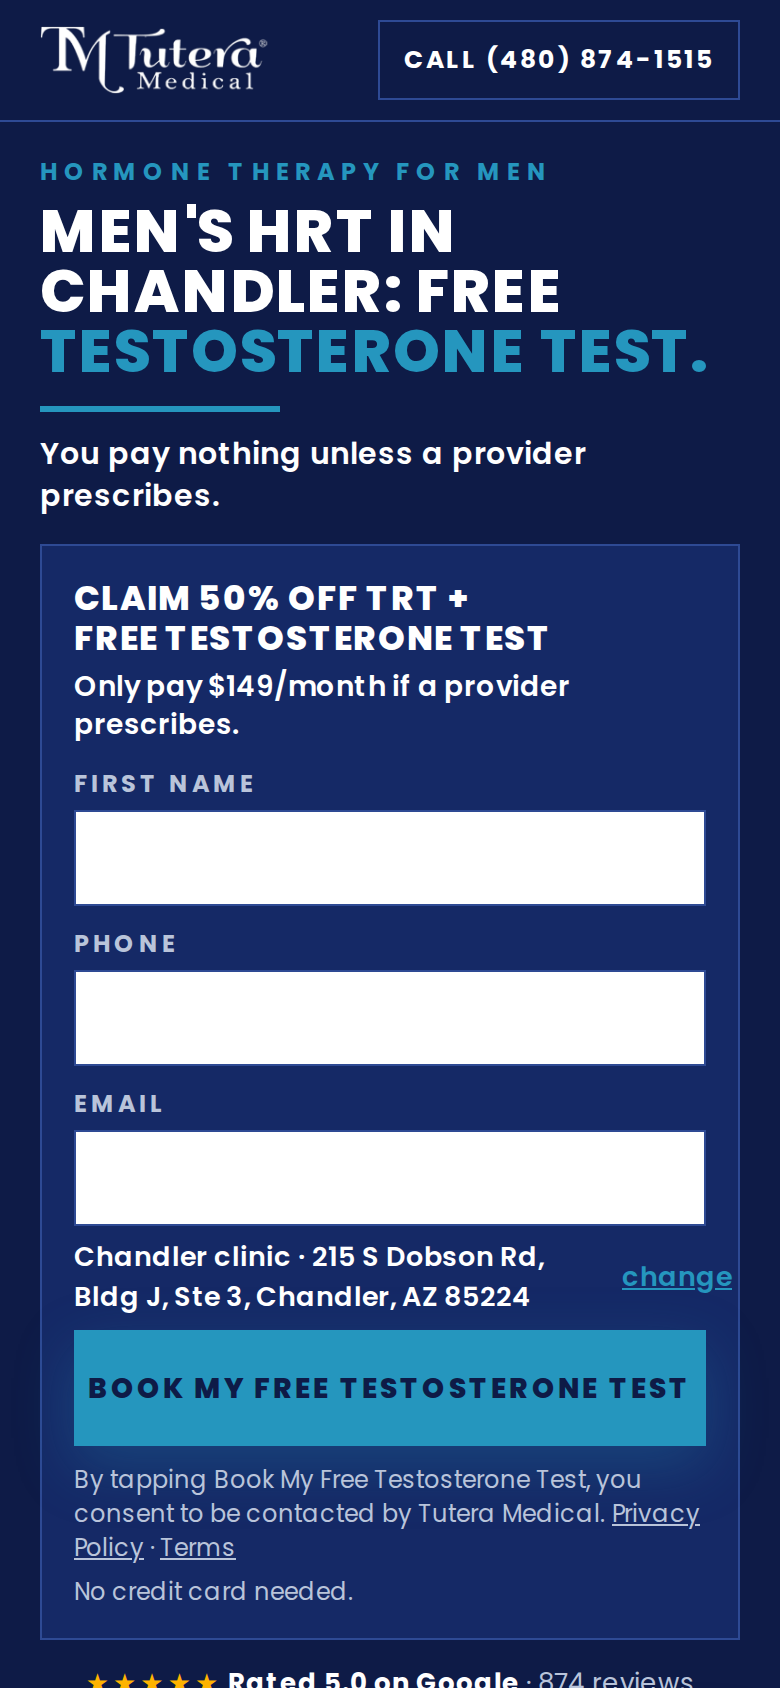 TM Tutera®
Medical
CALL (480) 874-1515
HORMONE THERAPY FOR MEN
MEN'S HRT IN
CHANDLER: FREE
TESTOSTERONE TEST.
You pay nothing unless a provider
prescribes.
CLAIM 50% OFF TRT +
FREE TESTOSTERONE TEST
Only pay $149/month if a provider
prescribes.
FIRST NAME
PHONE
EMAIL
Chandler clinic · 215 S Dobson Rd,
Bldg J, Ste 3, Chandler, AZ 85224
change
BOOK MY FREE TESTOSTERONE TEST
By tapping Book My Free Testosterone Test, you
consent to be contacted by Tutera Medical. Privacy
Policy · Terms
No credit card needed.
★★★★★ Rated 5.0 on Google · 874 reviews